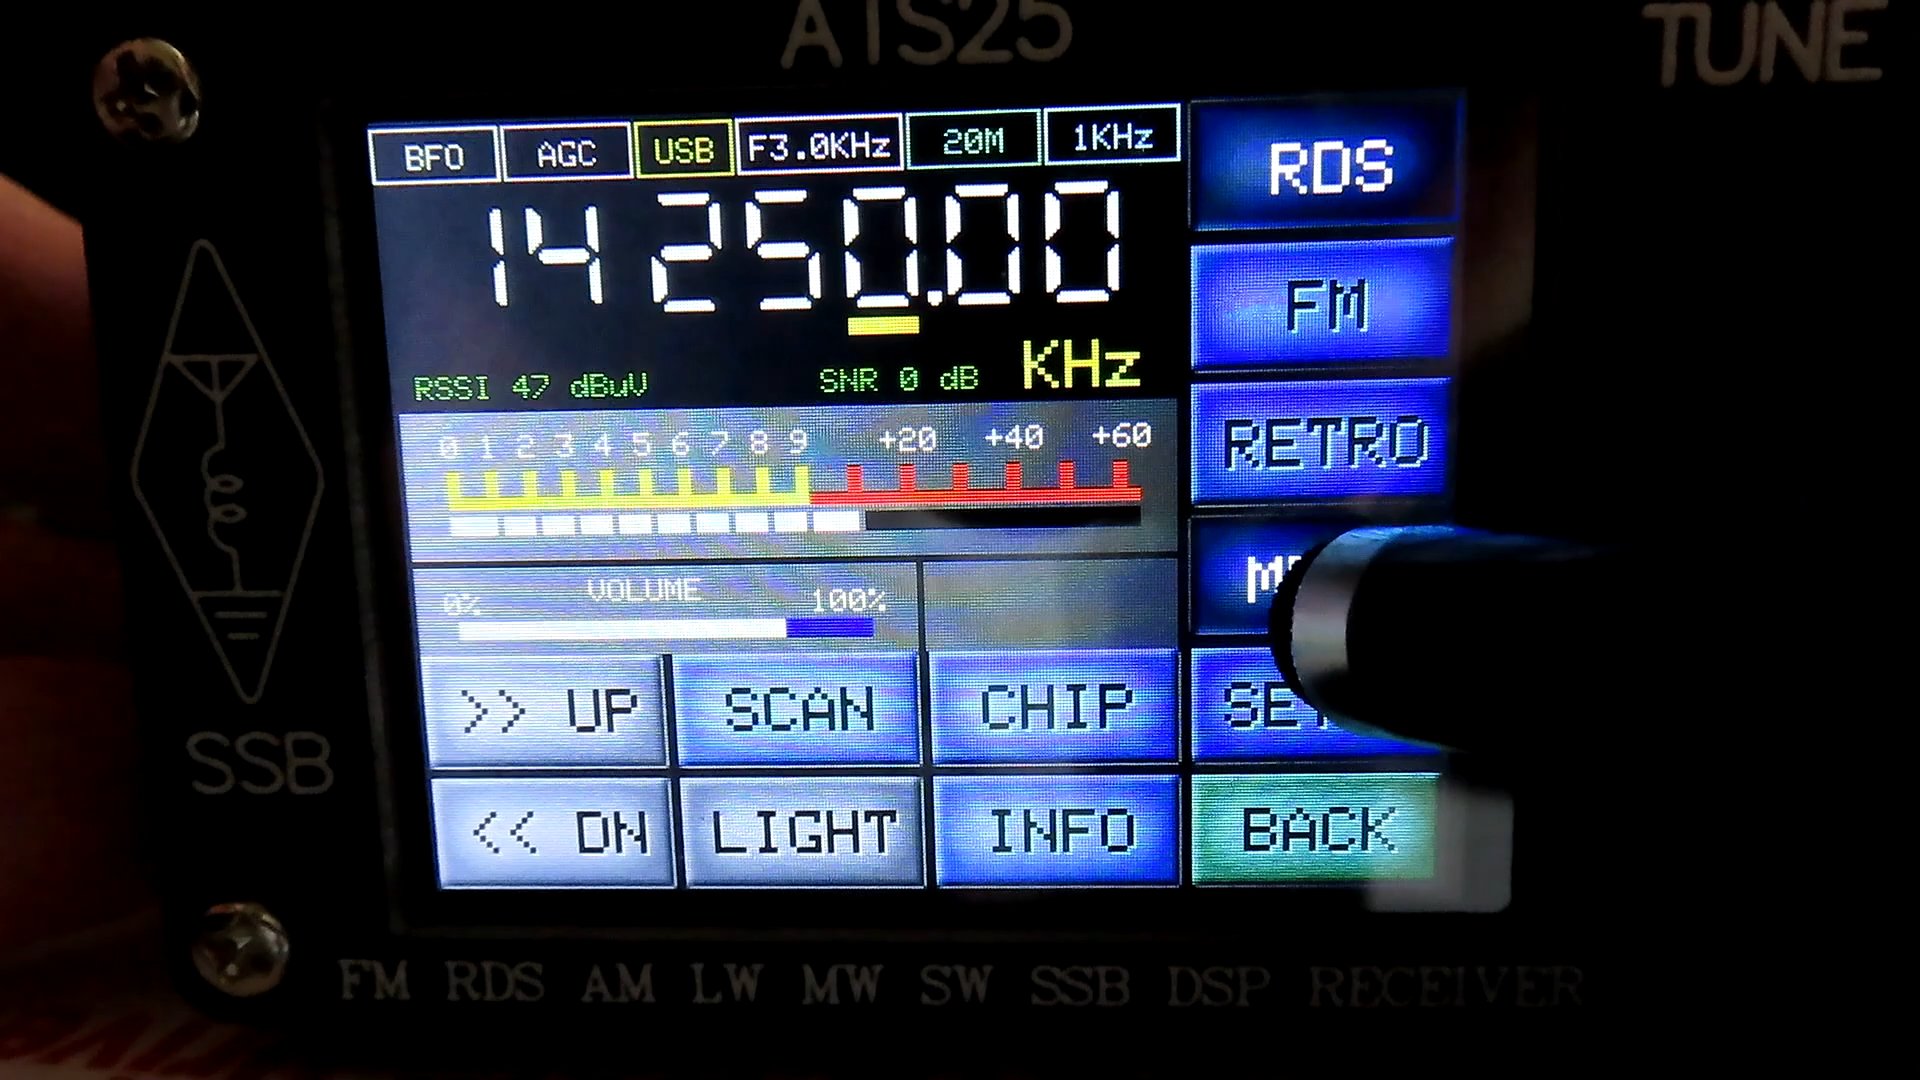 ATS25
TUNE
BFO AGC USB F3.0KHz 20M 1KHz
14 250.00
KHz
RSSI 47 dBuV SNR 0 dB
0 1 2 3 4 5 6 7 8 9 +20 +40 +60
VOLUME
0% 100%
RDS
FM
RETRO
>> UP SCAN CHIP
<< DN LIGHT INFO BACK
SSB
FM RDS AM LW MW SW SSB DSP RECEIVER